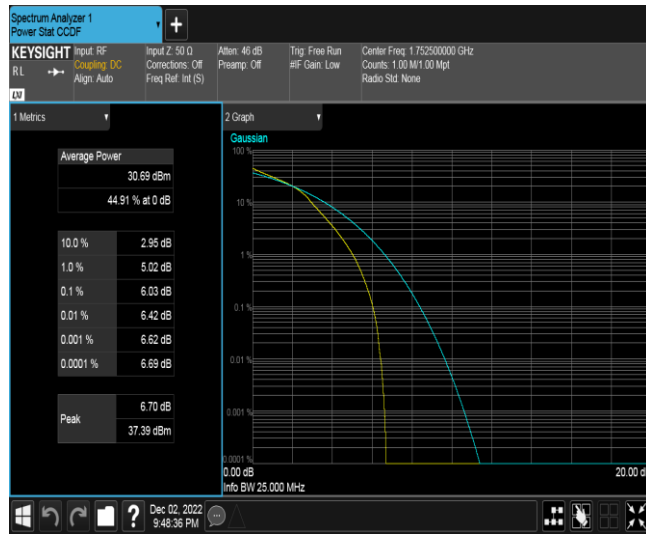 Spectrum Analyzer 1
Power Stat CCDF
+
KEYSIGHT
RL
LXI
Input: RF
Coupling: DC
Align: Auto
Input Z: 50 Ω
Corrections: Off
Freq Ref: Int (S)
Atten: 46 dB
Preamp: Off
Trig: Free Run
#IF Gain: Low
Center Freq: 1.752500000 GHz
Counts: 1.00 M/1.00 Mpt
Radio Std: None
1 Metrics
Average Power
30.69 dBm
44.91 % at 0 dB
10.0 % 2.95 dB
1.0 % 5.02 dB
0.1 % 6.03 dB
0.01 % 6.42 dB
0.001 % 6.62 dB
0.0001 % 6.69 dB
Peak
6.70 dB
37.39 dBm
2 Graph
Gaussian
100 %
10 %
1 %
0.1 %
0.01 %
0.001 %
0.0001 %
0.00 dB
20.00 d
Info BW 25.000 MHz
?
Dec 02, 2022
9:48:36 PM